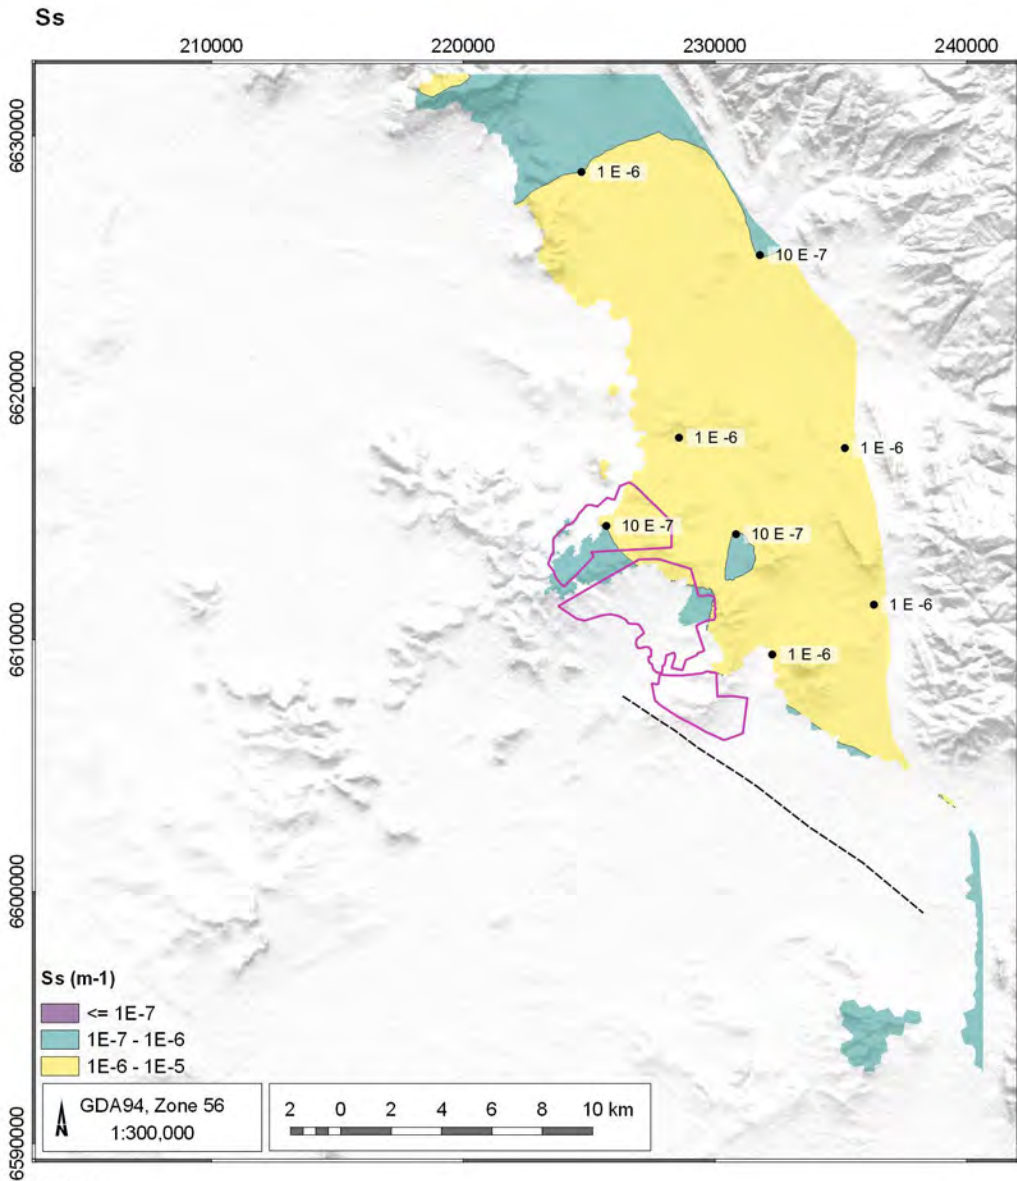 Ss
210000 220000 230000 240000
6630000
6620000
6610000
6600000
6590000
1 E -6
10 E -7
1 E -6
1 E -6
10 E -7
10 E -7
1 E -6
1 E -6
Ss (m-1)
<= 1E-7
1E-7 - 1E-6
1E-6 - 1E-5
GDA94, Zone 56
1:300,000
2 0 2 4 6 8 10 km